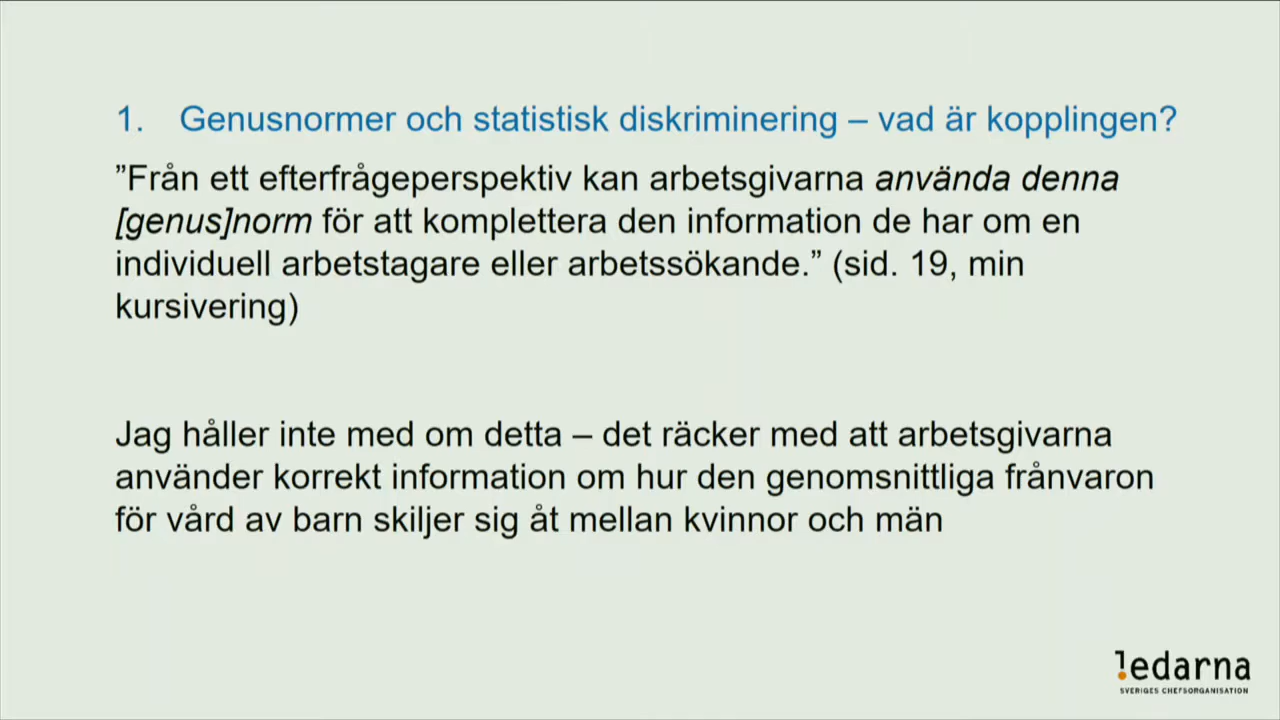 1. Genusnormer och statistisk diskriminering – vad är kopplingen?
”Från ett efterfrågeperspektiv kan arbetsgivarna använda denna
[genus]norm för att komplettera den information de har om en
individuell arbetstagare eller arbetssökande.” (sid. 19, min
kursivering)
Jag håller inte med om detta – det räcker med att arbetsgivarna
använder korrekt information om hur den genomsnittliga frånvaron
för vård av barn skiljer sig åt mellan kvinnor och män
ledarna
SVERIGES CHEFSORGANISATION